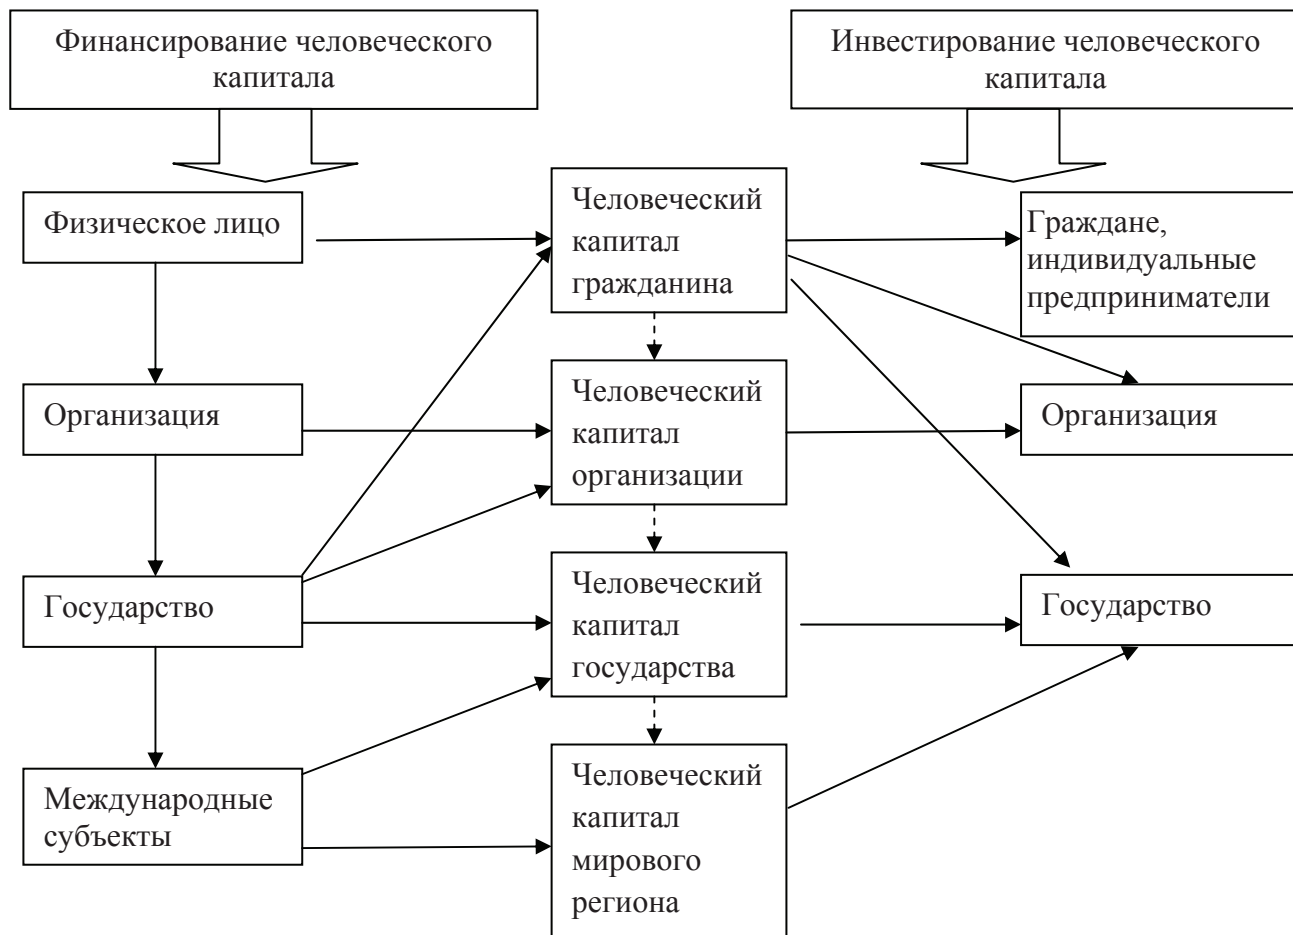 Финансирование человеческого
капитала
Инвестирование человеческого
капитала
Физическое лицо
Человеческий
капитал
гражданина
Граждане,
индивидуальные
предприниматели
Организация
Человеческий
капитал
организации
Организация
Государство
Человеческий
капитал
государства
Государство
Международные
субъекты
Человеческий
капитал
мирового
региона